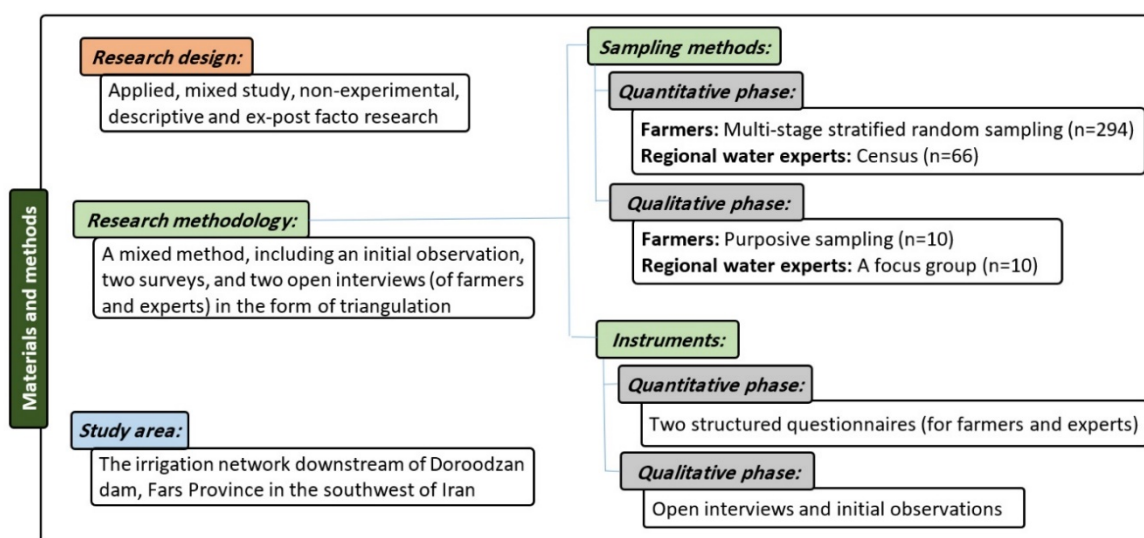 Materials and methods
Research design:
Applied, mixed study, non-experimental,
descriptive and ex-post facto research
Research methodology:
A mixed method, including an initial observation,
two surveys, and two open interviews (of farmers
and experts) in the form of triangulation
Study area:
The irrigation network downstream of Doroodzan
dam, Fars Province in the southwest of Iran
Sampling methods:
Quantitative phase:
Farmers: Multi-stage stratified random sampling (n=294)
Regional water experts: Census (n=66)
Qualitative phase:
Farmers: Purposive sampling (n=10)
Regional water experts: A focus group (n=10)
Instruments:
Quantitative phase:
Two structured questionnaires (for farmers and experts)
Qualitative phase:
Open interviews and initial observations